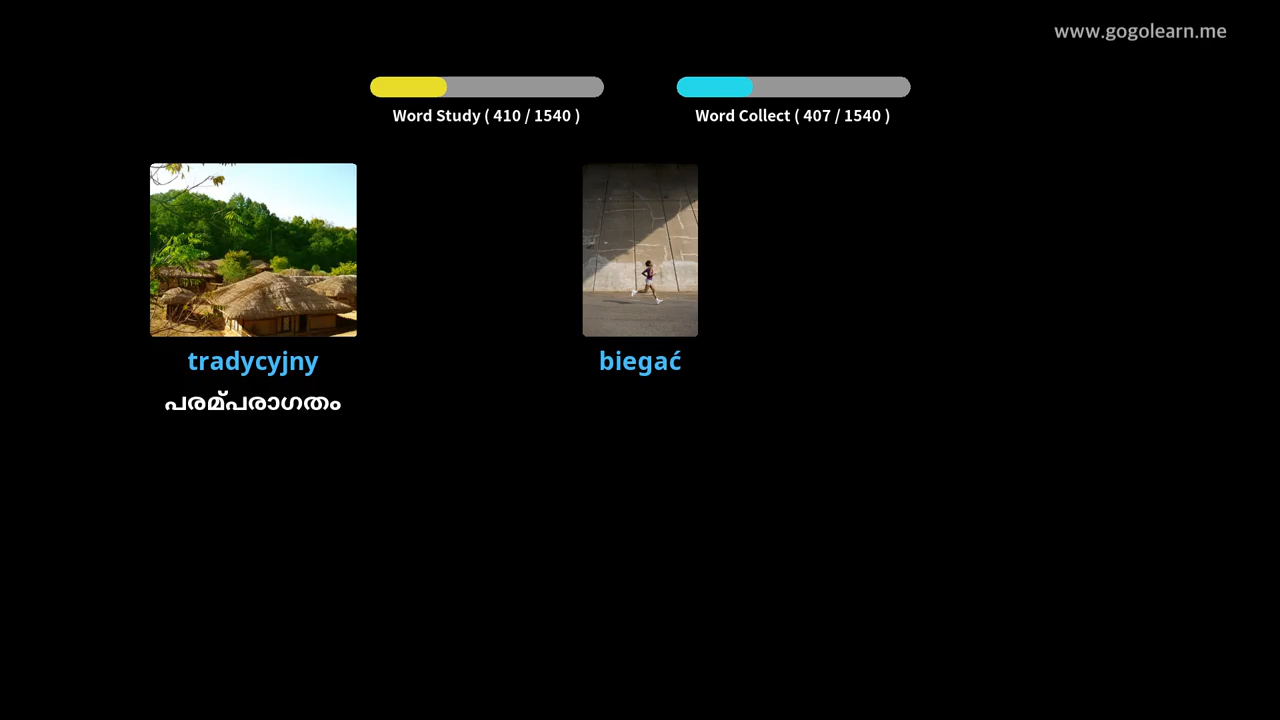 www.gogolearn.me
Word Study ( 410 / 1540 )
Word Collect ( 407 / 1540 )
tradycyjny
biegać
പരമ്പരാഗതം